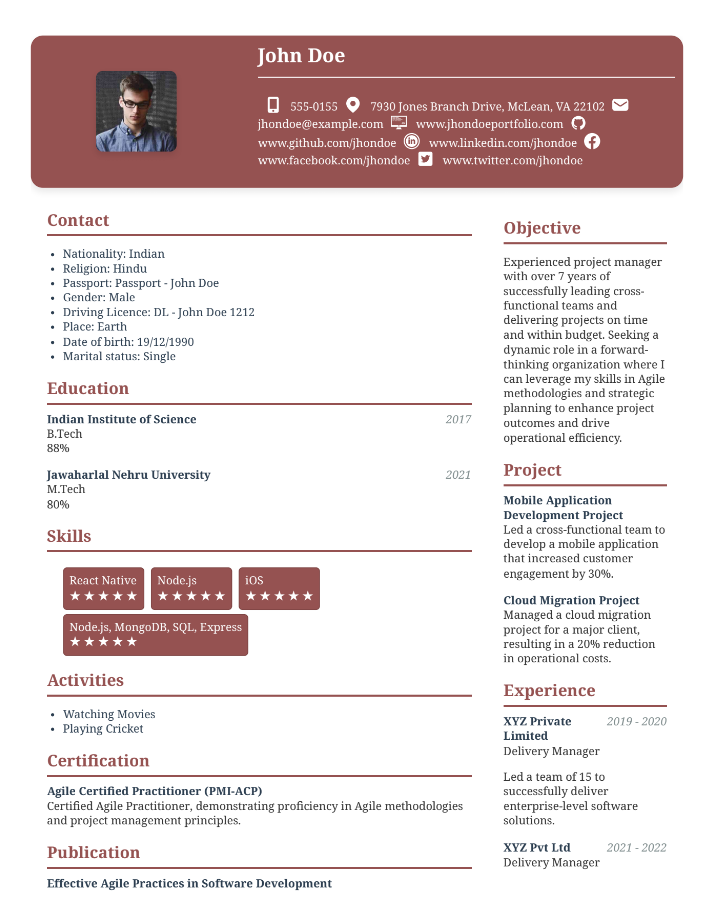 John Doe
555-0155 7930 Jones Branch Drive, McLean, VA 22102
jhondoe@example.com www.jhondoeportfolio.com
www.github.com/jhondoe www.linkedin.com/jhondoe
www.facebook.com/jhondoe www.twitter.com/jhondoe
Contact
• Nationality: Indian
• Religion: Hindu
• Passport: Passport - John Doe
• Gender: Male
• Driving Licence: DL - John Doe 1212
• Place: Earth
• Date of birth: 19/12/1990
• Marital status: Single
Education
Indian Institute of Science 2017
B.Tech
88%
Jawaharlal Nehru University 2021
M.Tech
80%
Skills
React Native
★★★★★
Node.js
★★★★★
iOS
★★★★★
Node.js, MongoDB, SQL, Express
★★★★★
Activities
• Watching Movies
• Playing Cricket
Certification
Agile Certified Practitioner (PMI-ACP)
Certified Agile Practitioner, demonstrating proficiency in Agile methodologies
and project management principles.
Publication
Effective Agile Practices in Software Development
Objective
Experienced project manager
with over 7 years of
successfully leading cross-
functional teams and
delivering projects on time
and within budget. Seeking a
dynamic role in a forward-
thinking organization where I
can leverage my skills in Agile
methodologies and strategic
planning to enhance project
outcomes and drive
operational efficiency.
Project
Mobile Application
Development Project
Led a cross-functional team to
develop a mobile application
that increased customer
engagement by 30%.
Cloud Migration Project
Managed a cloud migration
project for a major client,
resulting in a 20% reduction
in operational costs.
Experience
XYZ Private 2019 - 2020
Limited
Delivery Manager
Led a team of 15 to
successfully deliver
enterprise-level software
solutions.
XYZ Pvt Ltd 2021 - 2022
Delivery Manager